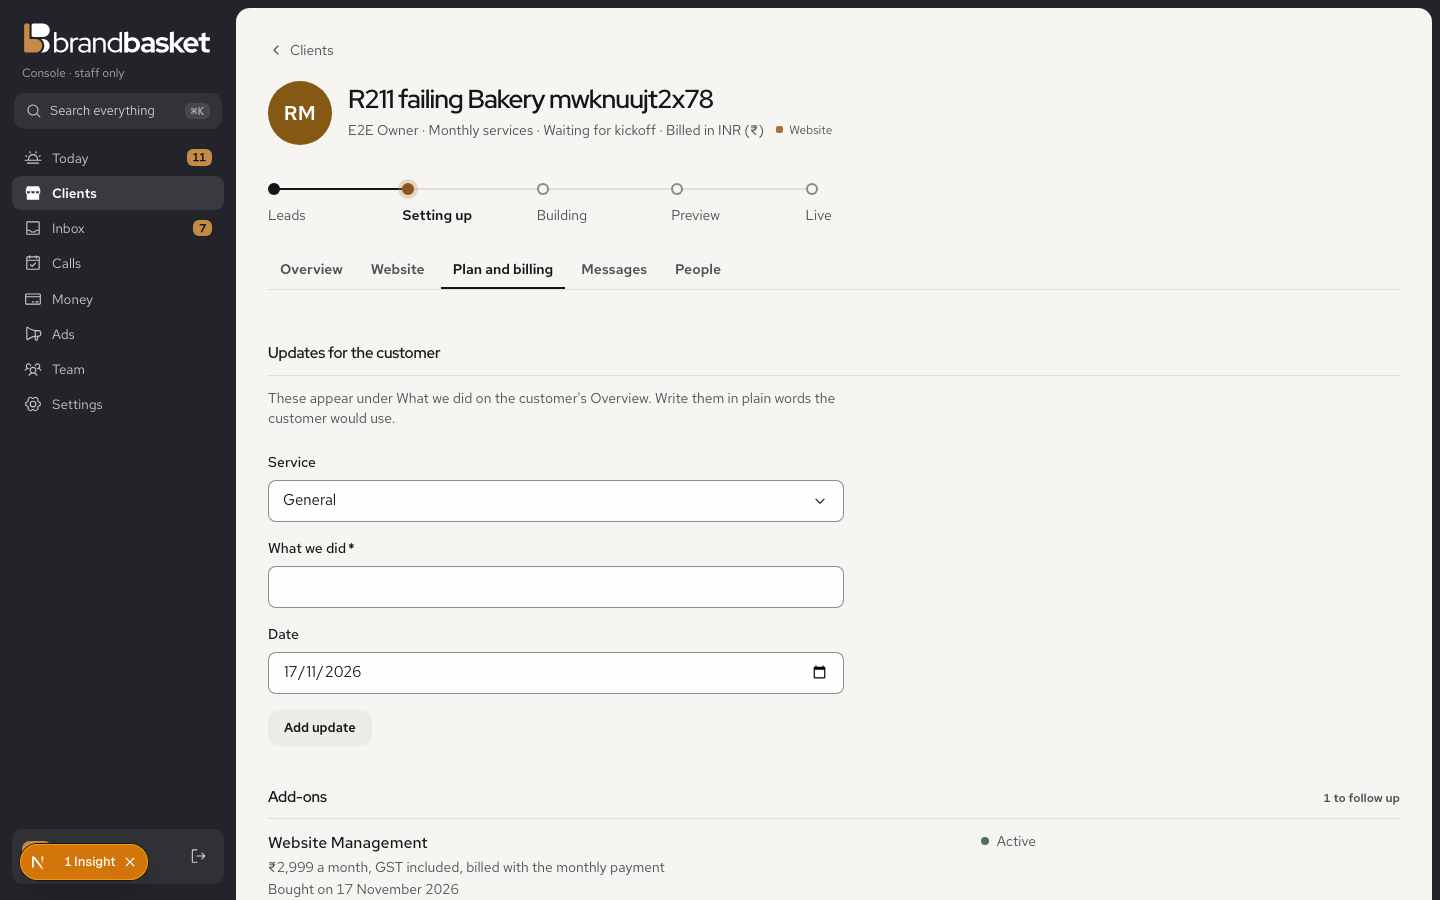 brandbasket
Console · staff only
Search everything ⌘K
Today 11
Clients
Inbox 7
Calls
Money
Ads
Team
Settings
N 1 Insight
Clients
RM
R211 failing Bakery mwknuujt2x78
E2E Owner · Monthly services · Waiting for kickoff · Billed in INR (₹) Website
Leads Setting up Building Preview Live
Overview Website Plan and billing Messages People
Updates for the customer
These appear under What we did on the customer's Overview. Write them in plain words the
customer would use.
Service
General
What we did *
Date
17/11/2026
Add update
Add-ons 1 to follow up
Website Management Active
₹2,999 a month, GST included, billed with the monthly payment
Bought on 17 November 2026